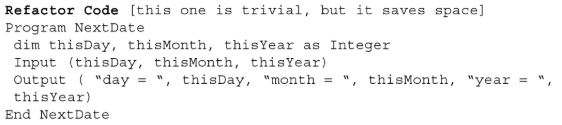 Refactor Code [this one is trivial, but it saves space]
Program NextDate
dim thisDay, thisMonth, thisYear as Integer
Input (thisDay, thisMonth, thisYear)
Output ( “day = “, thisDay, “month = “, thisMonth, “year = “,
thisYear)
End NextDate